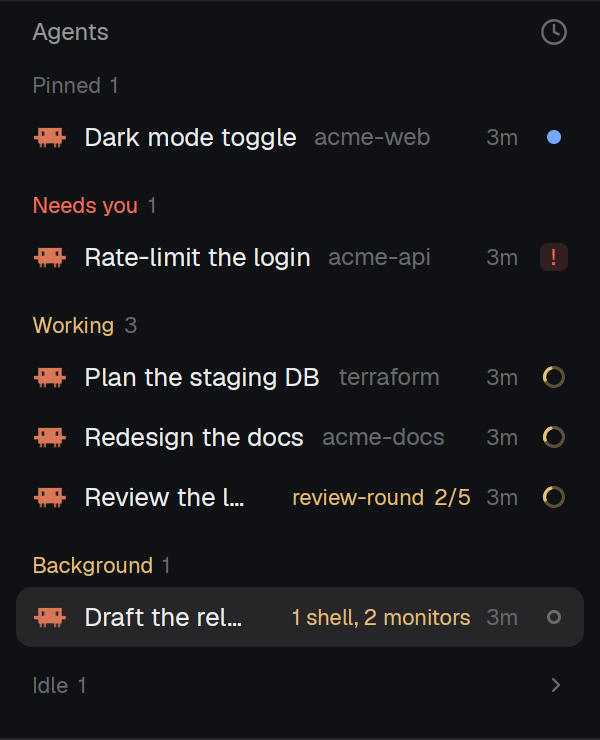 Agents
Pinned 1
Dark mode toggle acme-web 3m
Needs you 1
Rate-limit the login acme-api 3m !
Working 3
Plan the staging DB terraform 3m
Redesign the docs acme-docs 3m
Review the l... review-round 2/5 3m
Background 1
Draft the rel... 1 shell, 2 monitors 3m
Idle 1